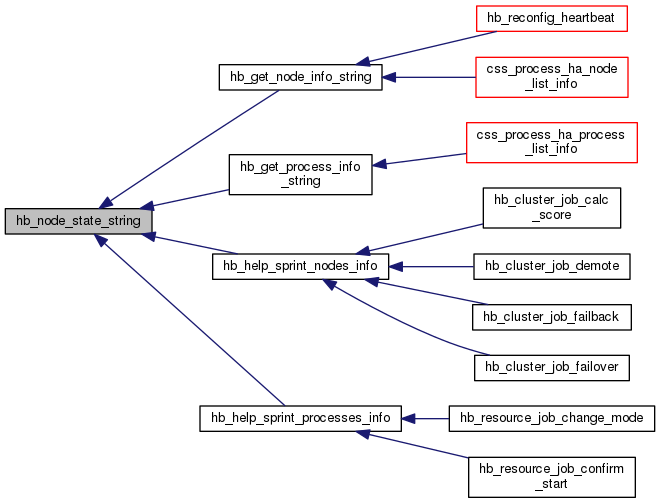 hb_node_state_string
hb_get_node_info_string
hb_reconfig_heartbeat
css_process_ha_node
_list_info
hb_get_process_info
_string
css_process_ha_process
_list_info
hb_help_sprint_nodes_info
hb_cluster_job_calc
_score
hb_cluster_job_demote
hb_cluster_job_failback
hb_cluster_job_failover
hb_help_sprint_processes_info
hb_resource_job_change_mode
hb_resource_job_confirm
_start